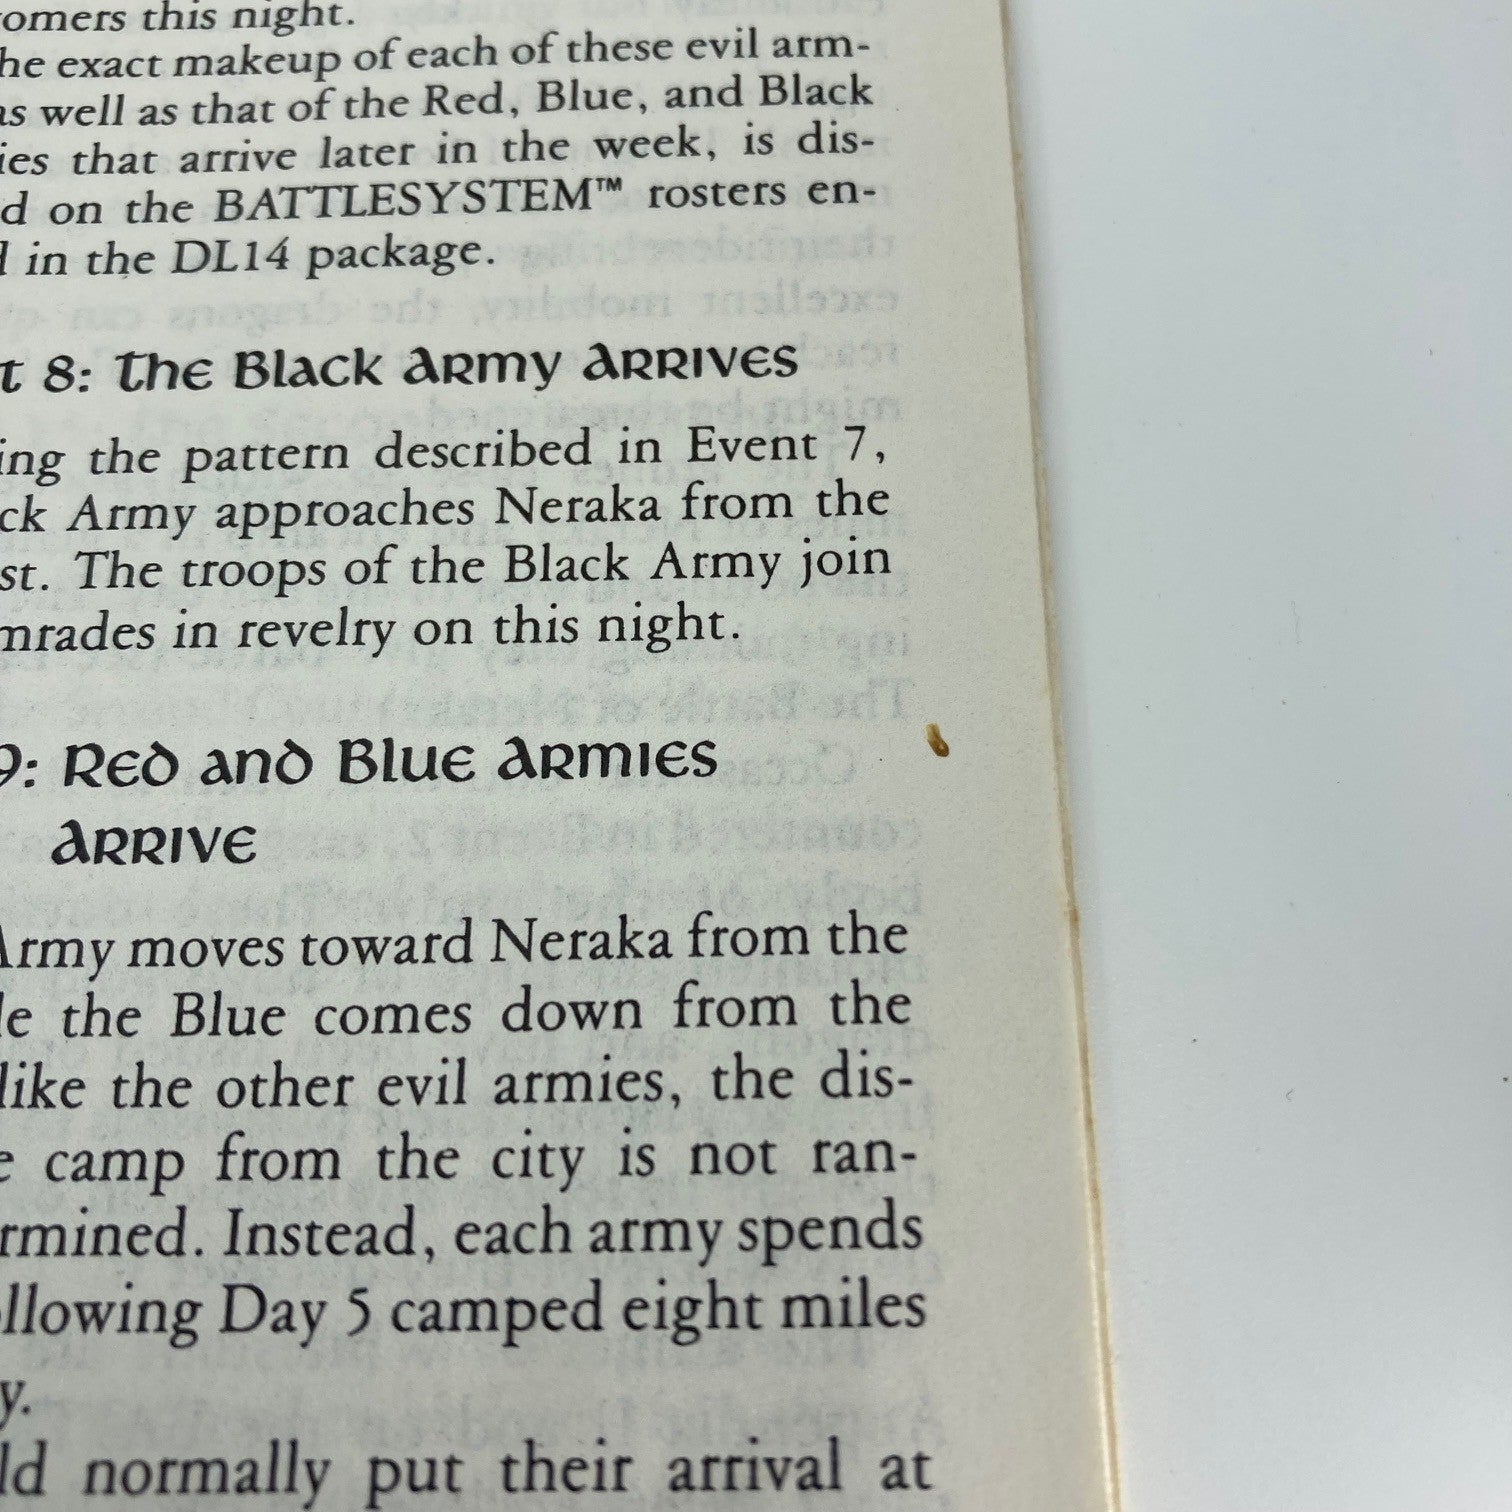 omers this night.
he exact makeup of each of these evil arm-
as well as that of the Red, Blue, and Black
ies that arrive later in the week, is dis-
d on the BATTLESYSTEM™ rosters en-
d in the DL14 package.
t 8: The Black Army Arrives
ing the pattern described in Event 7,
ck Army approaches Neraka from the
st. The troops of the Black Army join
mrades in revelry on this night.
9: Red and Blue Armies
Arrive
Army moves toward Neraka from the
le the Blue comes down from the
like the other evil armies, the dis-
e camp from the city is not ran-
rmined. Instead, each army spends
ollowing Day 5 camped eight miles
y.
ld normally put their arrival at